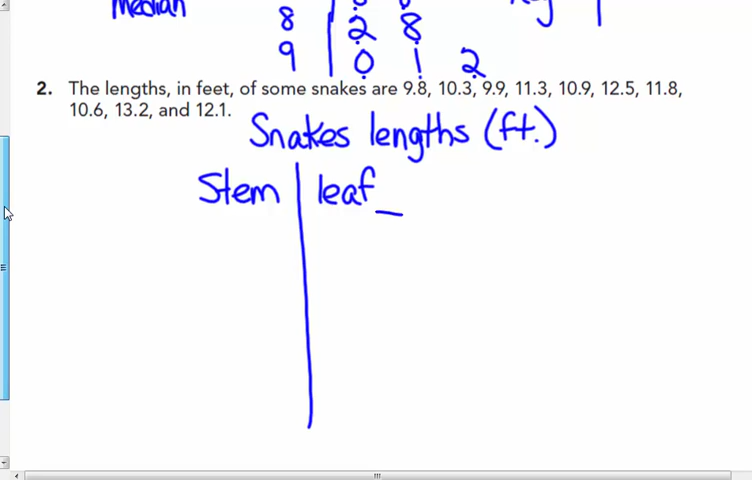 Median
8 | 2 8
9 | 0 1 2
2. The lengths, in feet, of some snakes are 9.8, 10.3, 9.9, 11.3, 10.9, 12.5, 11.8,
10.6, 13.2, and 12.1.
Snakes lengths (ft.)
Stem | leaf